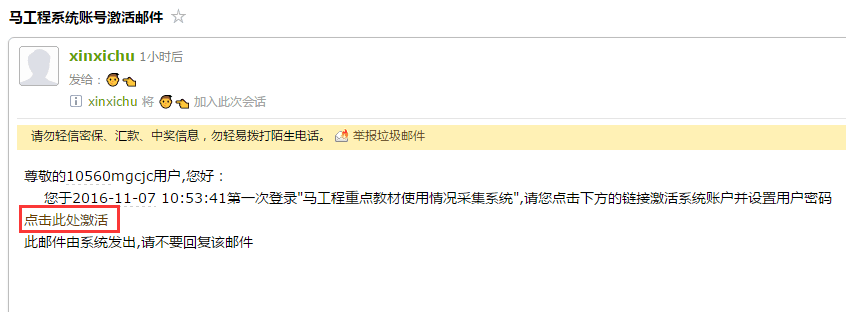 马工程系统账号激活邮件
xinxichu 1小时后
发给：
xinxichu 将 加入此次会话
请勿轻信密保、汇款、中奖信息，勿轻易拨打陌生电话。 举报垃圾邮件
尊敬的10560mgcjc用户,您好：
您于2016-11-07 10:53:41第一次登录"马工程重点教材使用情况采集系统",请您点击下方的链接激活系统账户并设置用户密码
点击此处激活
此邮件由系统发出,请不要回复该邮件